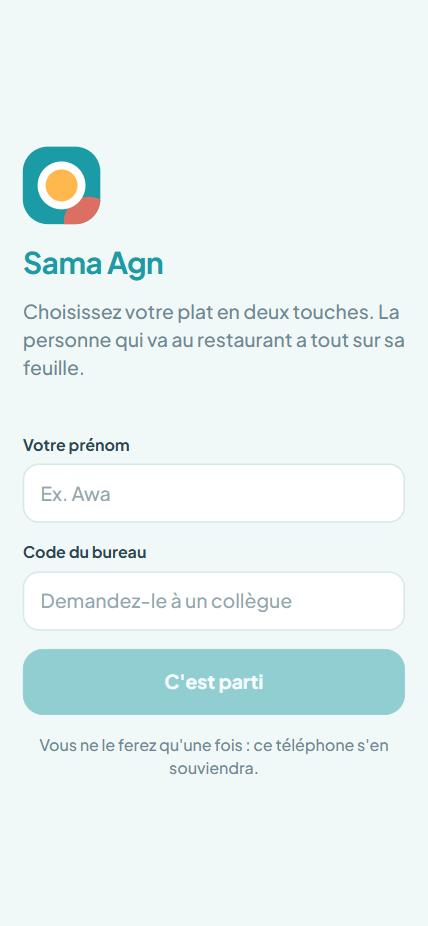 Sama Agn
Choisissez votre plat en deux touches. La
personne qui va au restaurant a tout sur sa
feuille.
Votre prénom
Ex. Awa
Code du bureau
Demandez-le à un collègue
C'est parti
Vous ne le ferez qu'une fois : ce téléphone s'en
souviendra.